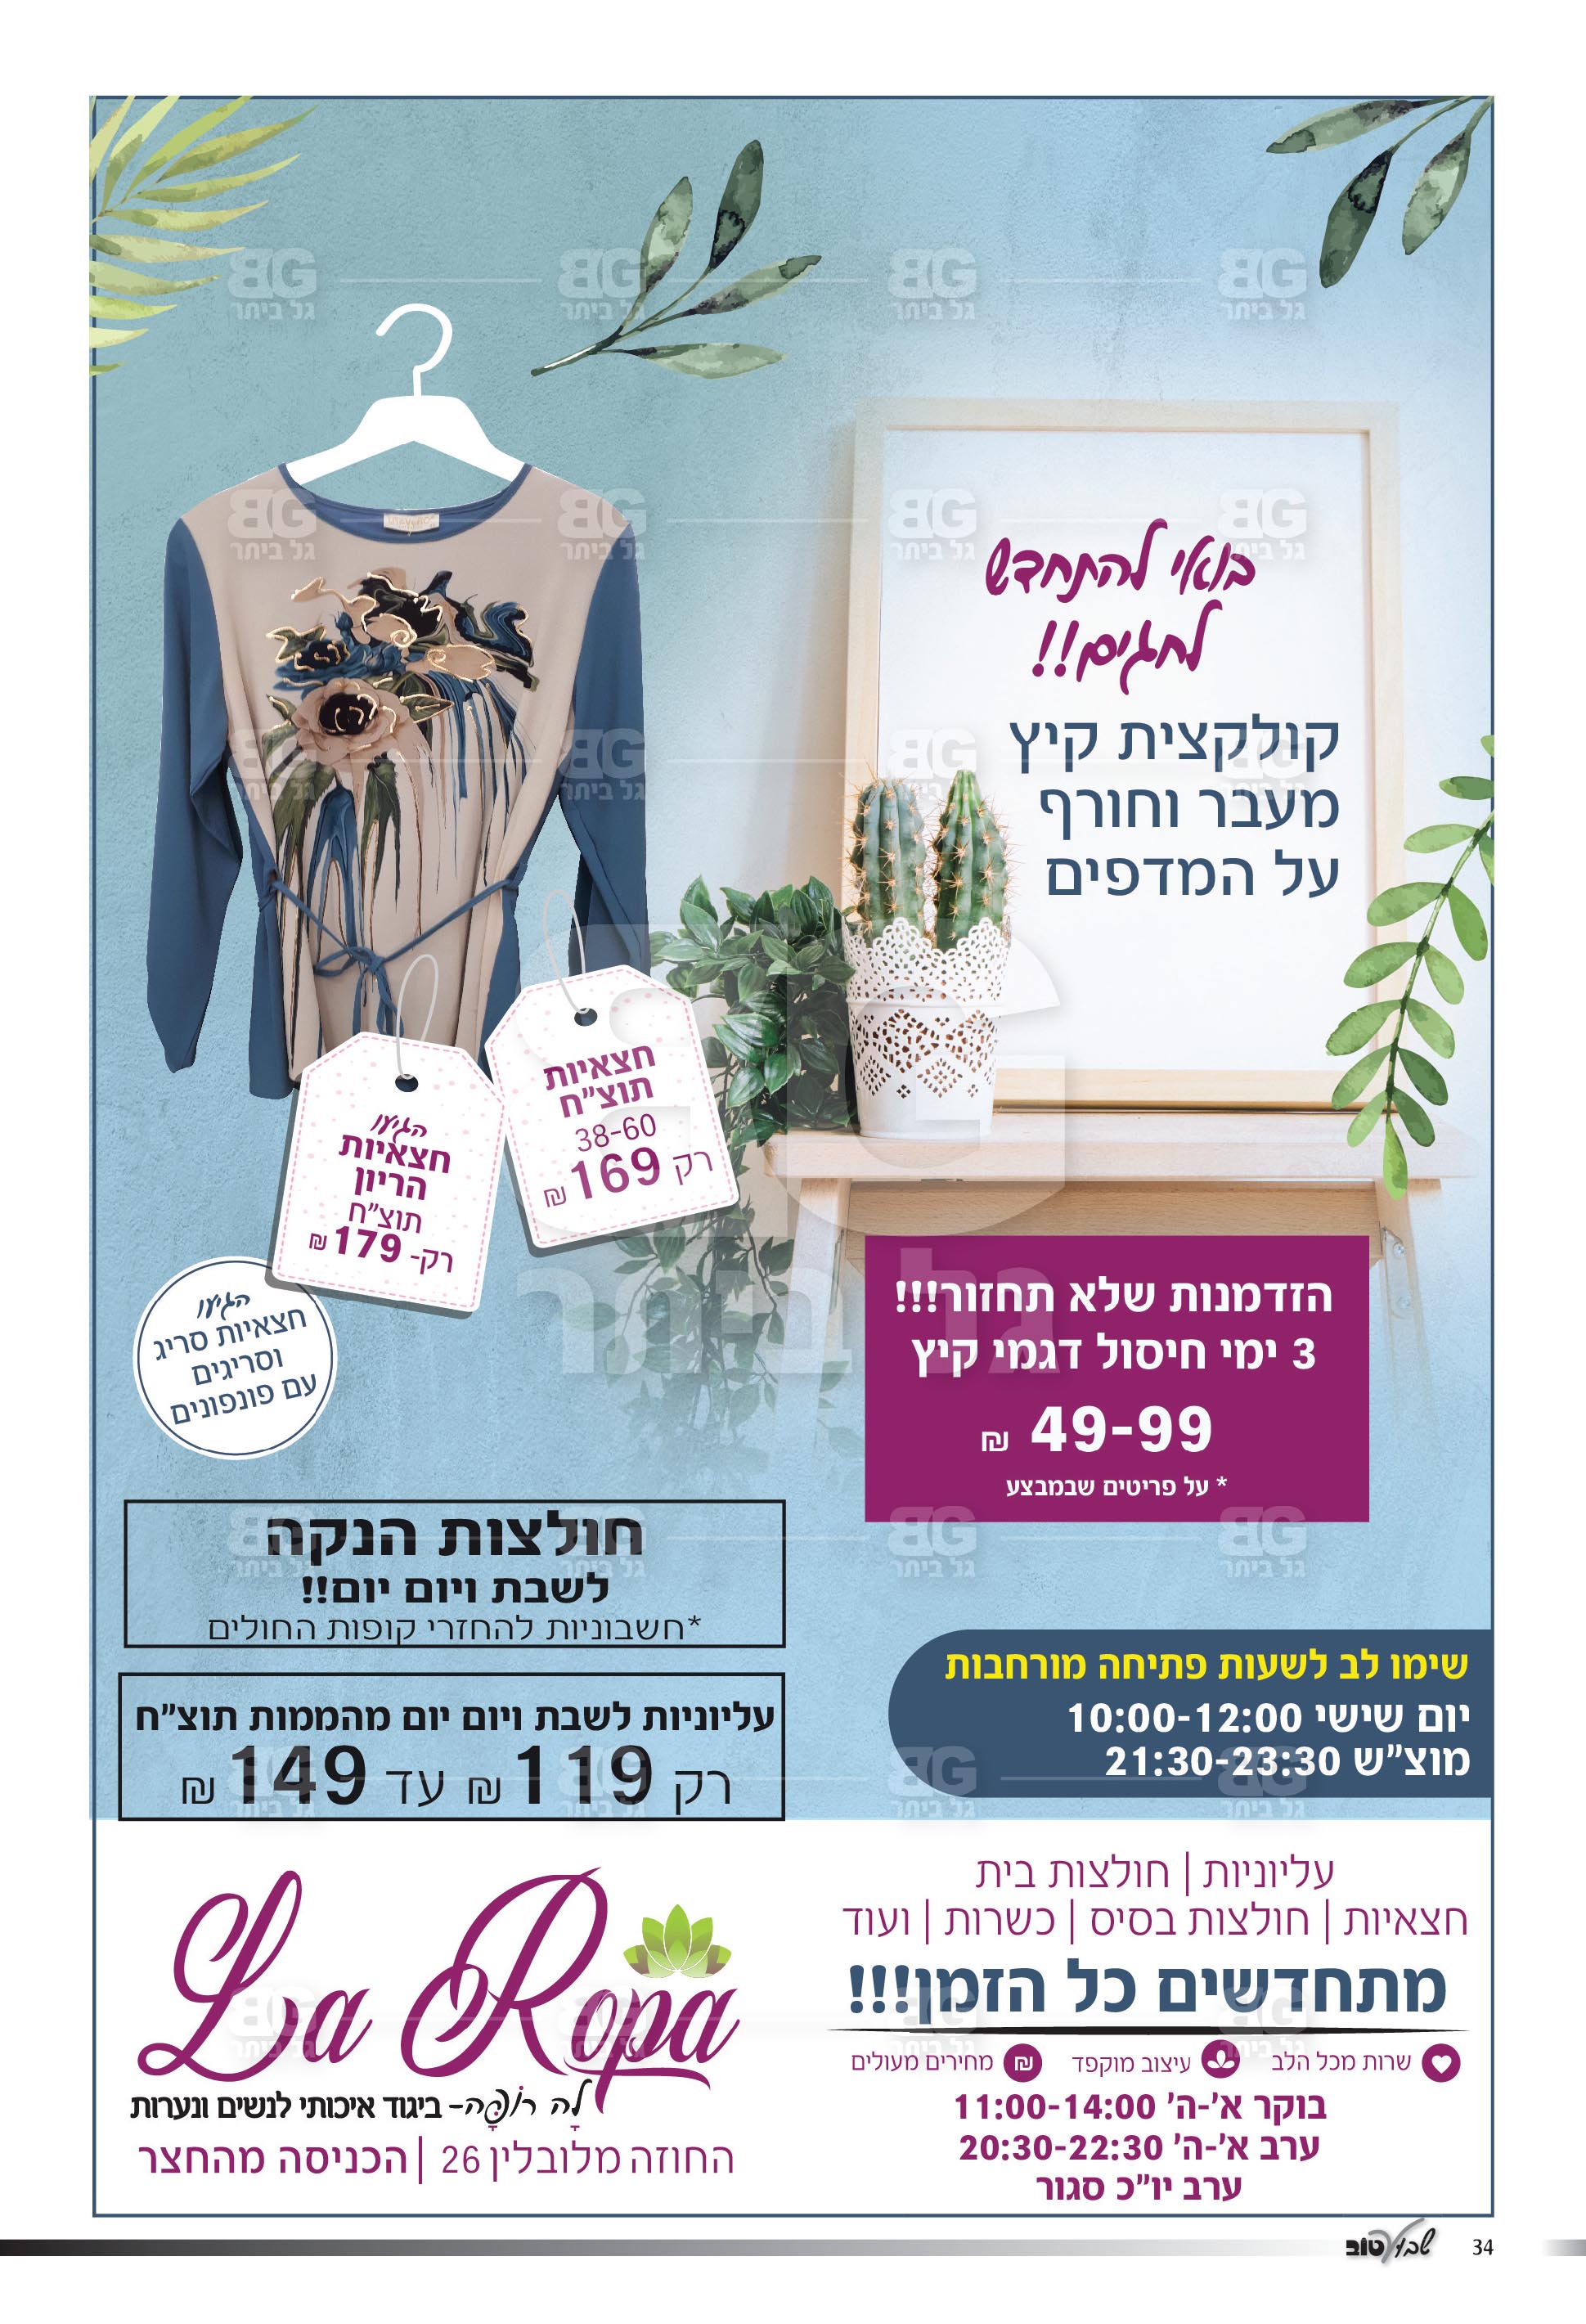 בואי להתחדש
לחגים!!
קולקצית קיץ
מעבר וחורף
על המדפים
חצאיות
תוצ"ח
38-60
רק 169 ₪
הגיעו
חצאיות
הריון
תוצ"ח
רק- 179 ₪
הגיעו
חצאיות סריג
וסריגים
עם פונפונים
הזדמנות שלא תחזור!!!
3 ימי חיסול דגמי קיץ
49-99 ₪
* על פריטים שבמבצע
חולצות הנקה
לשבת ויום יום!!
*חשבוניות להחזרי קופות החולים
עליוניות לשבת ויום יום מהממות תוצ"ח
רק 119 ₪ עד 149 ₪
שימו לב לשעות פתיחה מורחבות
יום שישי 10:00-12:00
מוצ"ש 21:30-23:30
עליוניות | חולצות בית
חצאיות | חולצות בסיס | כשרות | ועוד
מתחדשים כל הזמן!!!
שרות מכל הלב עיצוב מוקפד ₪ מחירים מעולים
בוקר א'-ה' 11:00-14:00
ערב א'-ה' 20:30-22:30
ערב יו"כ סגור
La Ropa
לָה רוֹפָּה- ביגוד איכותי לנשים ונערות
החוזה מלובלין 26 | הכניסה מהחצר
34 שבוע טוב
BG
גל ביתר